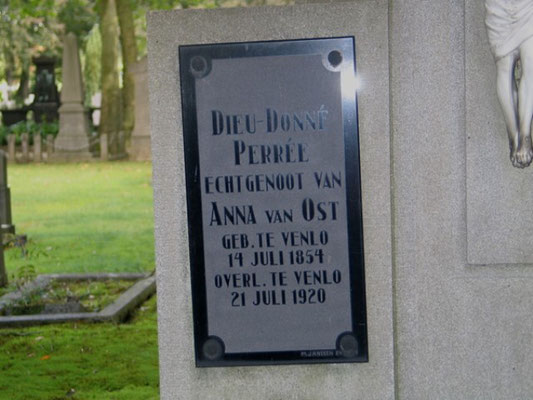 DIEU-DONNÉ
PERRÉE
ECHTGENOOT VAN
ANNA VAN OST
GEB. TE VENLO
14 JULI 1854
OVERL. TE VENLO
21 JULI 1920